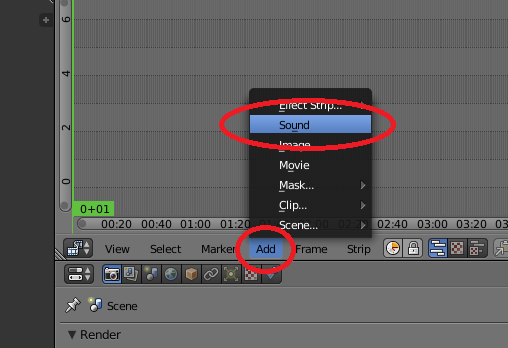 6
4
2
0
0+01
Effect Strip...
Sound
Image
Movie
Mask...
Clip...
Scene...
00:20 00:40 01:00 01:20 02:40 03:00 03:20
View Select Marker Add Frame Strip
Scene
Render